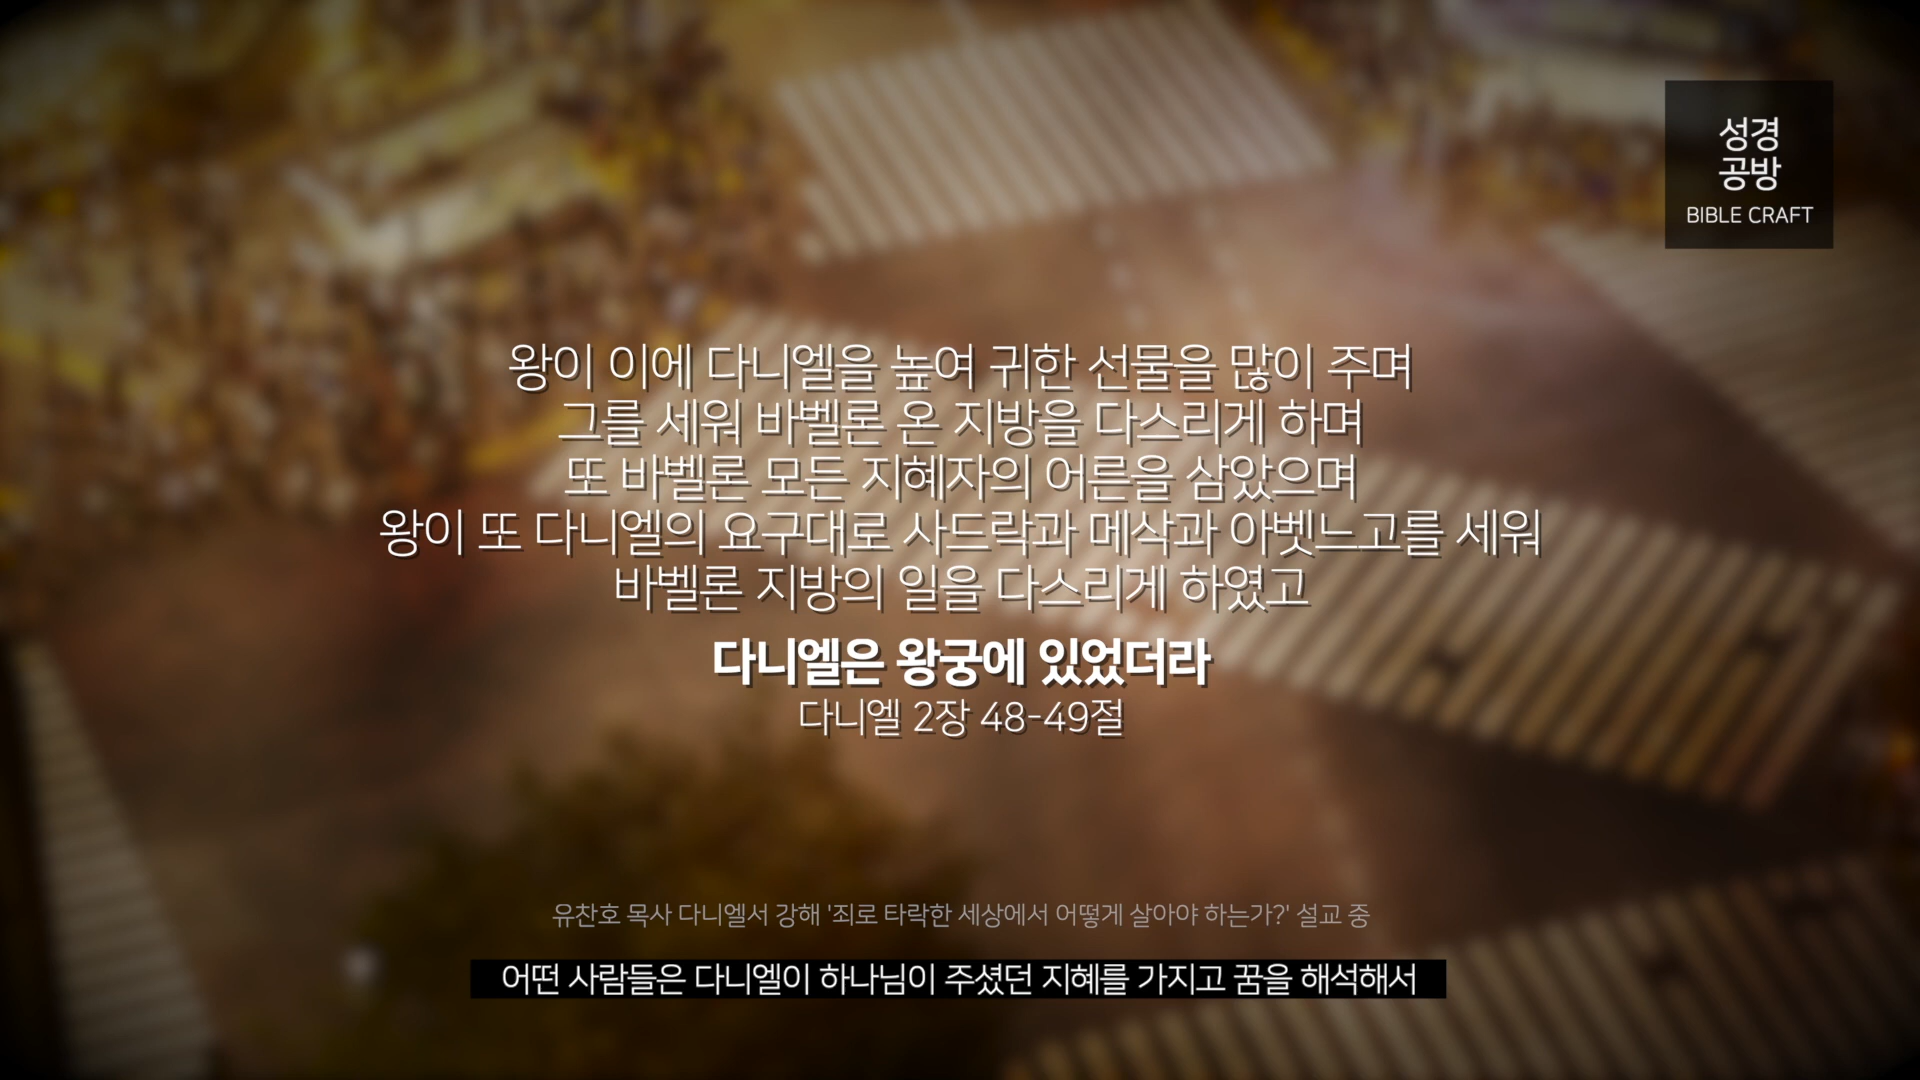 성경
공방
BIBLE CRAFT
왕이 이에 다니엘을 높여 귀한 선물을 많이 주며
그를 세워 바벨론 온 지방을 다스리게 하며
또 바벨론 모든 지혜자의 어른을 삼았으며
왕이 또 다니엘의 요구대로 사드락과 메삭과 아벳느고를 세워
바벨론 지방의 일을 다스리게 하였고
다니엘은 왕궁에 있었더라
다니엘 2장 48-49절
유찬호 목사 다니엘서 강해 '죄로 타락한 세상에서 어떻게 살아야 하는가?' 설교 중
어떤 사람들은 다니엘이 하나님이 주셨던 지혜를 가지고 꿈을 해석해서